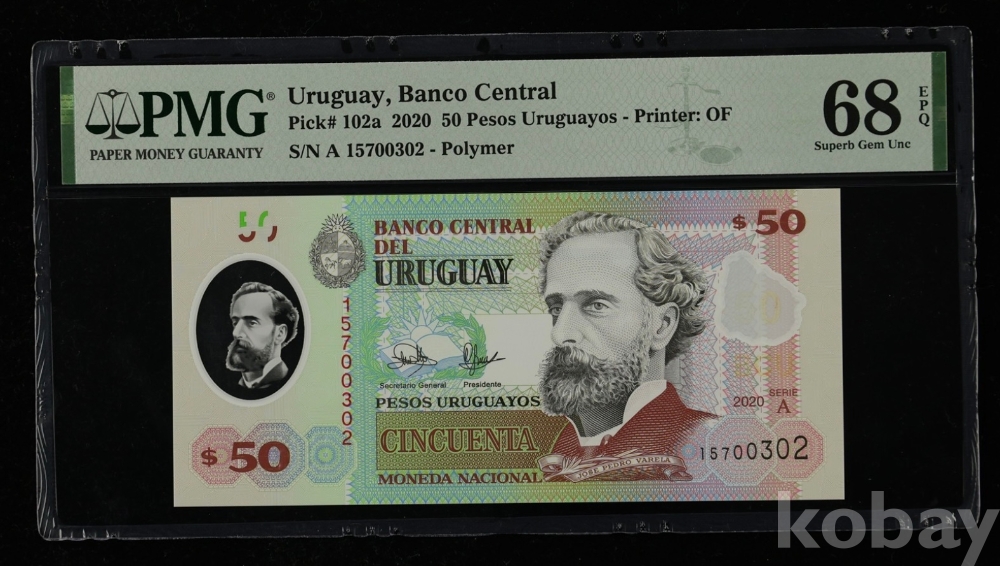 PMG®
PAPER MONEY GUARANTY
Uruguay, Banco Central
Pick# 102a 2020 50 Pesos Uruguayos - Printer: OF
S/N A 15700302 - Polymer
68
EPQ
Superb Gem Unc
BANCO CENTRAL
DEL
URUGUAY
$ 50
15700302
Secretario General
Presidente
PESOS URUGUAYOS
CINCUENTA
MONEDA NACIONAL
JOSÉ PEDRO VARELA
2020
SERIE
A
15700302
$ 50
kobay